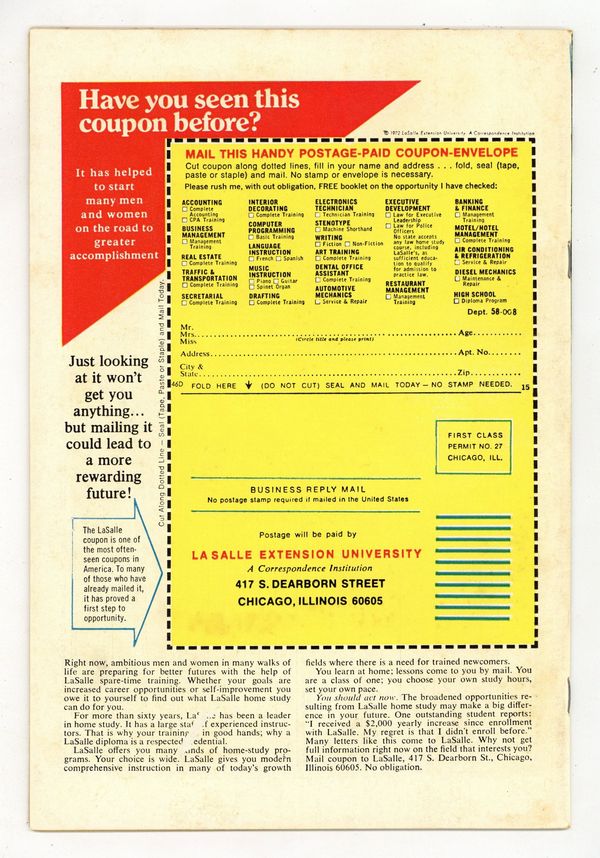 Have you seen this
coupon before?
© 1972 LaSalle Extension University A Correspondence Institution
It has helped
to start
many men
and women
on the road to
greater
accomplishment
MAIL THIS HANDY POSTAGE-PAID COUPON-ENVELOPE
Cut coupon along dotted lines, fill in your name and address . . . fold, seal (tape,
paste or staple) and mail. No stamp or envelope is necessary.
Please rush me, with out obligation, FREE booklet on the opportunity I have checked:
ACCOUNTING
Complete
Accounting
CPA Training
BUSINESS
MANAGEMENT
Management
Training
REAL ESTATE
Complete Training
TRAFFIC &
TRANSPORTATION
Complete Training
SECRETARIAL
Complete Training
INTERIOR
DECORATING
Complete Training
COMPUTER
PROGRAMMING
Basic Training
LANGUAGE
INSTRUCTION
French Spanish
MUSIC
INSTRUCTION
Piano Guitar
Spinet Organ
DRAFTING
Complete Training
ELECTRONICS
TECHNICIAN
Technician Training
STENOTYPE
Machine Shorthand
WRITING
Fiction Non-Fiction
ART TRAINING
Complete Training
DENTAL OFFICE
ASSISTANT
Complete Training
AUTOMOTIVE
MECHANICS
Service & Repair
EXECUTIVE
DEVELOPMENT
Law for Executive
Leadership
Law for Police
Officers
No state accepts
any law home study
course, including
LaSalle's, as
sufficient educa-
tion to qualify
for admission to
practice law.
RESTAURANT
MANAGEMENT
Management
Training
BANKING
& FINANCE
Management
Training
MOTEL/HOTEL
MANAGEMENT
Complete Training
AIR CONDITIONING
& REFRIGERATION
Service & Repair
DIESEL MECHANICS
Maintenance &
Repair
HIGH SCHOOL
Diploma Program
Dept. 58-008
Mr.
Mrs. Age
Miss (Circle title and please print)
Address Apt. No.
City &
State Zip
46D FOLD HERE (DO NOT CUT) SEAL AND MAIL TODAY — NO STAMP NEEDED. 15
Cut Along Dotted Line — Seal (Tape, Paste or Staple) and Mail Today.
Just looking
at it won't
get you
anything...
but mailing it
could lead to
a more
rewarding
future!
The LaSalle
coupon is one of
the most often-
seen coupons in
America. To many
of those who have
already mailed it,
it has proved a
first step to
opportunity.
FIRST CLASS
PERMIT NO. 27
CHICAGO, ILL.
BUSINESS REPLY MAIL
No postage stamp required if mailed in the United States
Postage will be paid by
LA SALLE EXTENSION UNIVERSITY
A Correspondence Institution
417 S. DEARBORN STREET
CHICAGO, ILLINOIS 60605
Right now, ambitious men and women in many walks of
life are preparing for better futures with the help of
LaSalle spare-time training. Whether your goals are
increased career opportunities or self-improvement you
owe it to yourself to find out what LaSalle home study
can do for you.
For more than sixty years, has been a leader
in home study. It has a large of experienced instruc-
tors. That is why your training in good hands; why a
LaSalle diploma is a respected
LaSalle offers you many of home-study pro-
grams. Your choice is wide. LaSalle gives you modern
comprehensive instruction in many of today's growth
fields where there is a need for trained newcomers.
You learn at home; lessons come to you by mail. You
are a class of one; you choose your own study hours,
set your own pace.
You should act now. The broadened opportunities re-
sulting from LaSalle home study may make a big dif-
ference in your future. One outstanding student reports:
"I received a $2,000 yearly increase since enrollment
with LaSalle. My regret is that I didn't enroll before."
Many letters like this come to LaSalle. Why not get
full information right now on the field that interests you?
Mail coupon to LaSalle, 417 S. Dearborn St., Chicago,
Illinois 60605. No obligation.